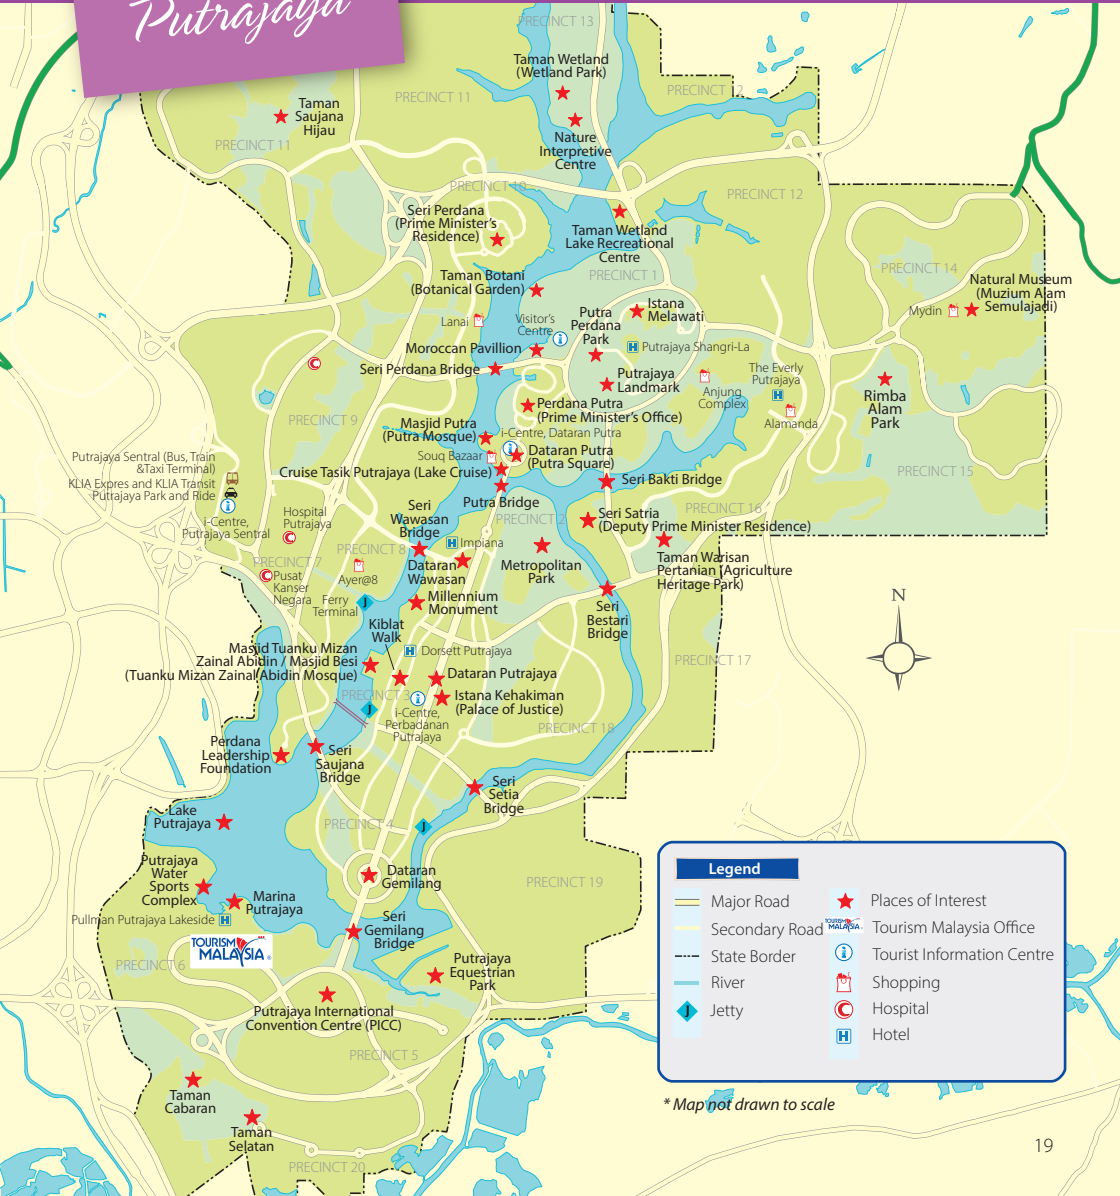 Putrajaya
PRECINCT 13
Taman Wetland
(Wetland Park)
PRECINCT 11
PRECINCT 12
Taman
Saujana
Hijau
PRECINCT 11
Nature
Interpretive
Centre
PRECINCT 10
PRECINCT 12
Seri Perdana
(Prime Minister's
Residence)
Taman Wetland
Lake Recreational
Centre
PRECINCT 1
PRECINCT 14
Taman Botani
(Botanical Garden)
Natural Museum
(Muzium Alam
Semulajadi)
Mydin
Istana
Melawati
Lanai
Visitor's
Centre
Putra
Perdana
Park
Moroccan Pavillion
Putrajaya Shangri-La
Seri Perdana Bridge
Putrajaya
Landmark
The Everly
Putrajaya
Anjung
Complex
Rimba
Alam
Park
Perdana Putra
(Prime Minister's Office)
Alamanda
PRECINCT 9
Masjid Putra
(Putra Mosque)
i-Centre, Dataran Putra
Souq Bazaar
Dataran Putra
(Putra Square)
Putrajaya Sentral (Bus, Train
&Taxi Terminal)
KLIA Expres and KLIA Transit
Putrajaya Park and Ride
Cruise Tasik Putrajaya (Lake Cruise)
Seri Bakti Bridge
PRECINCT 15
Putra Bridge
i-Centre,
Putrajaya Sentral
Hospital
Putrajaya
Seri
Wawasan
Bridge
PRECINCT 2
PRECINCT 16
Seri Satria
(Deputy Prime Minister Residence)
PRECINCT 8
Impiana
PRECINCT 7
Pusat
Kanser
Negara
Ayer@8
Dataran
Wawasan
Metropolitan
Park
Taman Warisan
Pertanian (Agriculture
Heritage Park)
Ferry
Terminal
J
Millennium
Monument
Seri
Bestari
Bridge
N
Kiblat
Walk
Masjid Tuanku Mizan
Zainal Abidin / Masjid Besi
(Tuanku Mizan Zainal Abidin Mosque)
Dorsett Putrajaya
PRECINCT 17
Dataran Putrajaya
PRECINCT 3
J
Istana Kehakiman
(Palace of Justice)
i-Centre,
Perbadanan
Putrajaya
PRECINCT 18
Perdana
Leadership
Foundation
Seri
Saujana
Bridge
Seri
Setia
Bridge
Lake
Putrajaya
PRECINCT 4
J
Putrajaya
Water
Sports
Complex
Dataran
Gemilang
PRECINCT 19
Marina
Putrajaya
Pullman Putrajaya Lakeside
Seri
Gemilang
Bridge
TOURISM
MALAYSIA
PRECINCT 6
Putrajaya
Equestrian
Park
Putrajaya International
Convention Centre (PICC)
PRECINCT 5
Taman
Cabaran
Taman
Selatan
PRECINCT 20
Legend
Major Road
Secondary Road
State Border
River
J Jetty
Places of Interest
TOURISM MALAYSIA Tourism Malaysia Office
i Tourist Information Centre
Shopping
Hospital
H Hotel
* Map not drawn to scale
19